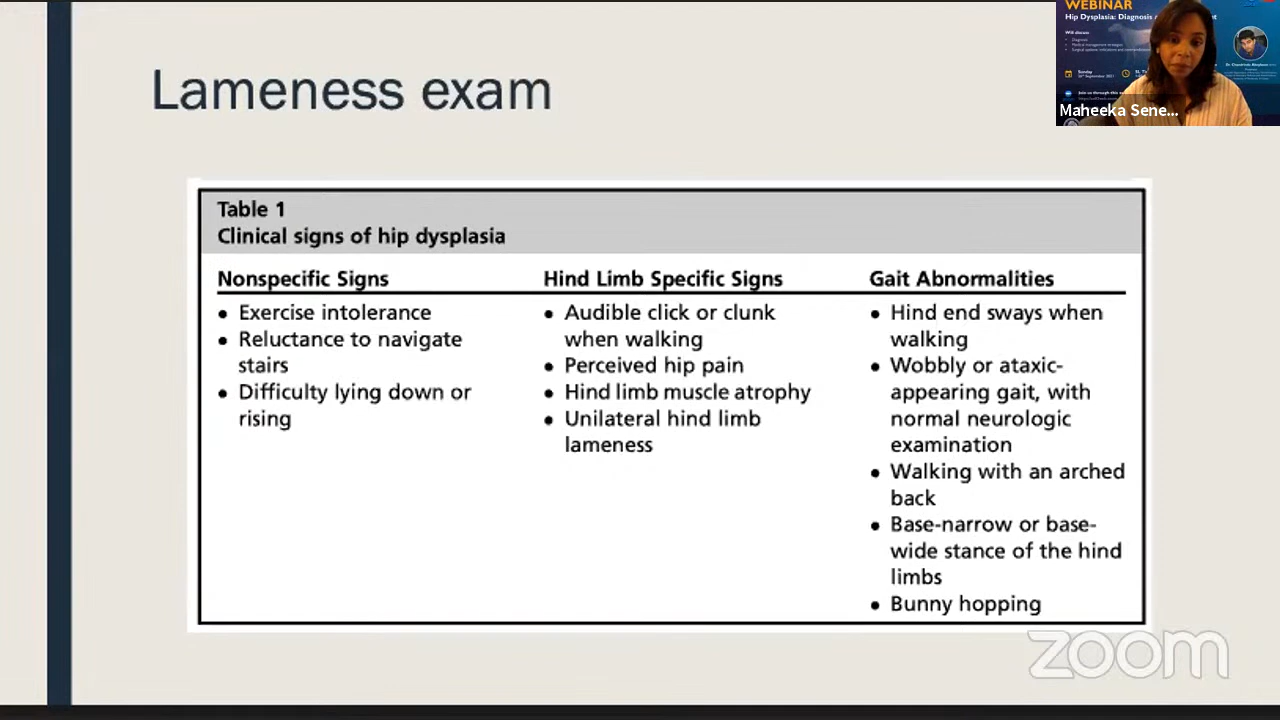 Lameness exam
WEBINAR
Hip Dysplasia: Diagnosis
Maheeka Sene...
Table 1
Clinical signs of hip dysplasia
Nonspecific Signs
• Exercise intolerance
• Reluctance to navigate
stairs
• Difficulty lying down or
rising
Hind Limb Specific Signs
• Audible click or clunk
when walking
• Perceived hip pain
• Hind limb muscle atrophy
• Unilateral hind limb
lameness
Gait Abnormalities
• Hind end sways when
walking
• Wobbly or ataxic-
appearing gait, with
normal neurologic
examination
• Walking with an arched
back
• Base-narrow or base-
wide stance of the hind
limbs
• Bunny hopping
zoom